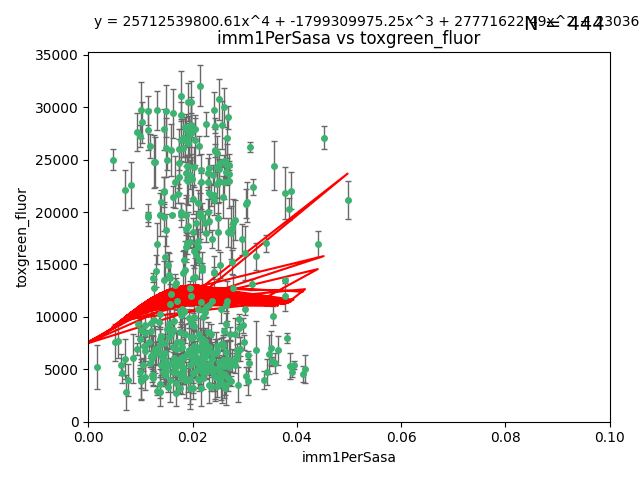 y = 25712539800.61x^4 + -1799309975.25x^3 +
N = 444
imm1PerSasa vs toxgreen_fluor
35000
30000
25000
20000
15000
10000
5000
0
toxgreen_fluor
0.00 0.02 0.04 0.06 0.08 0.10
imm1PerSasa